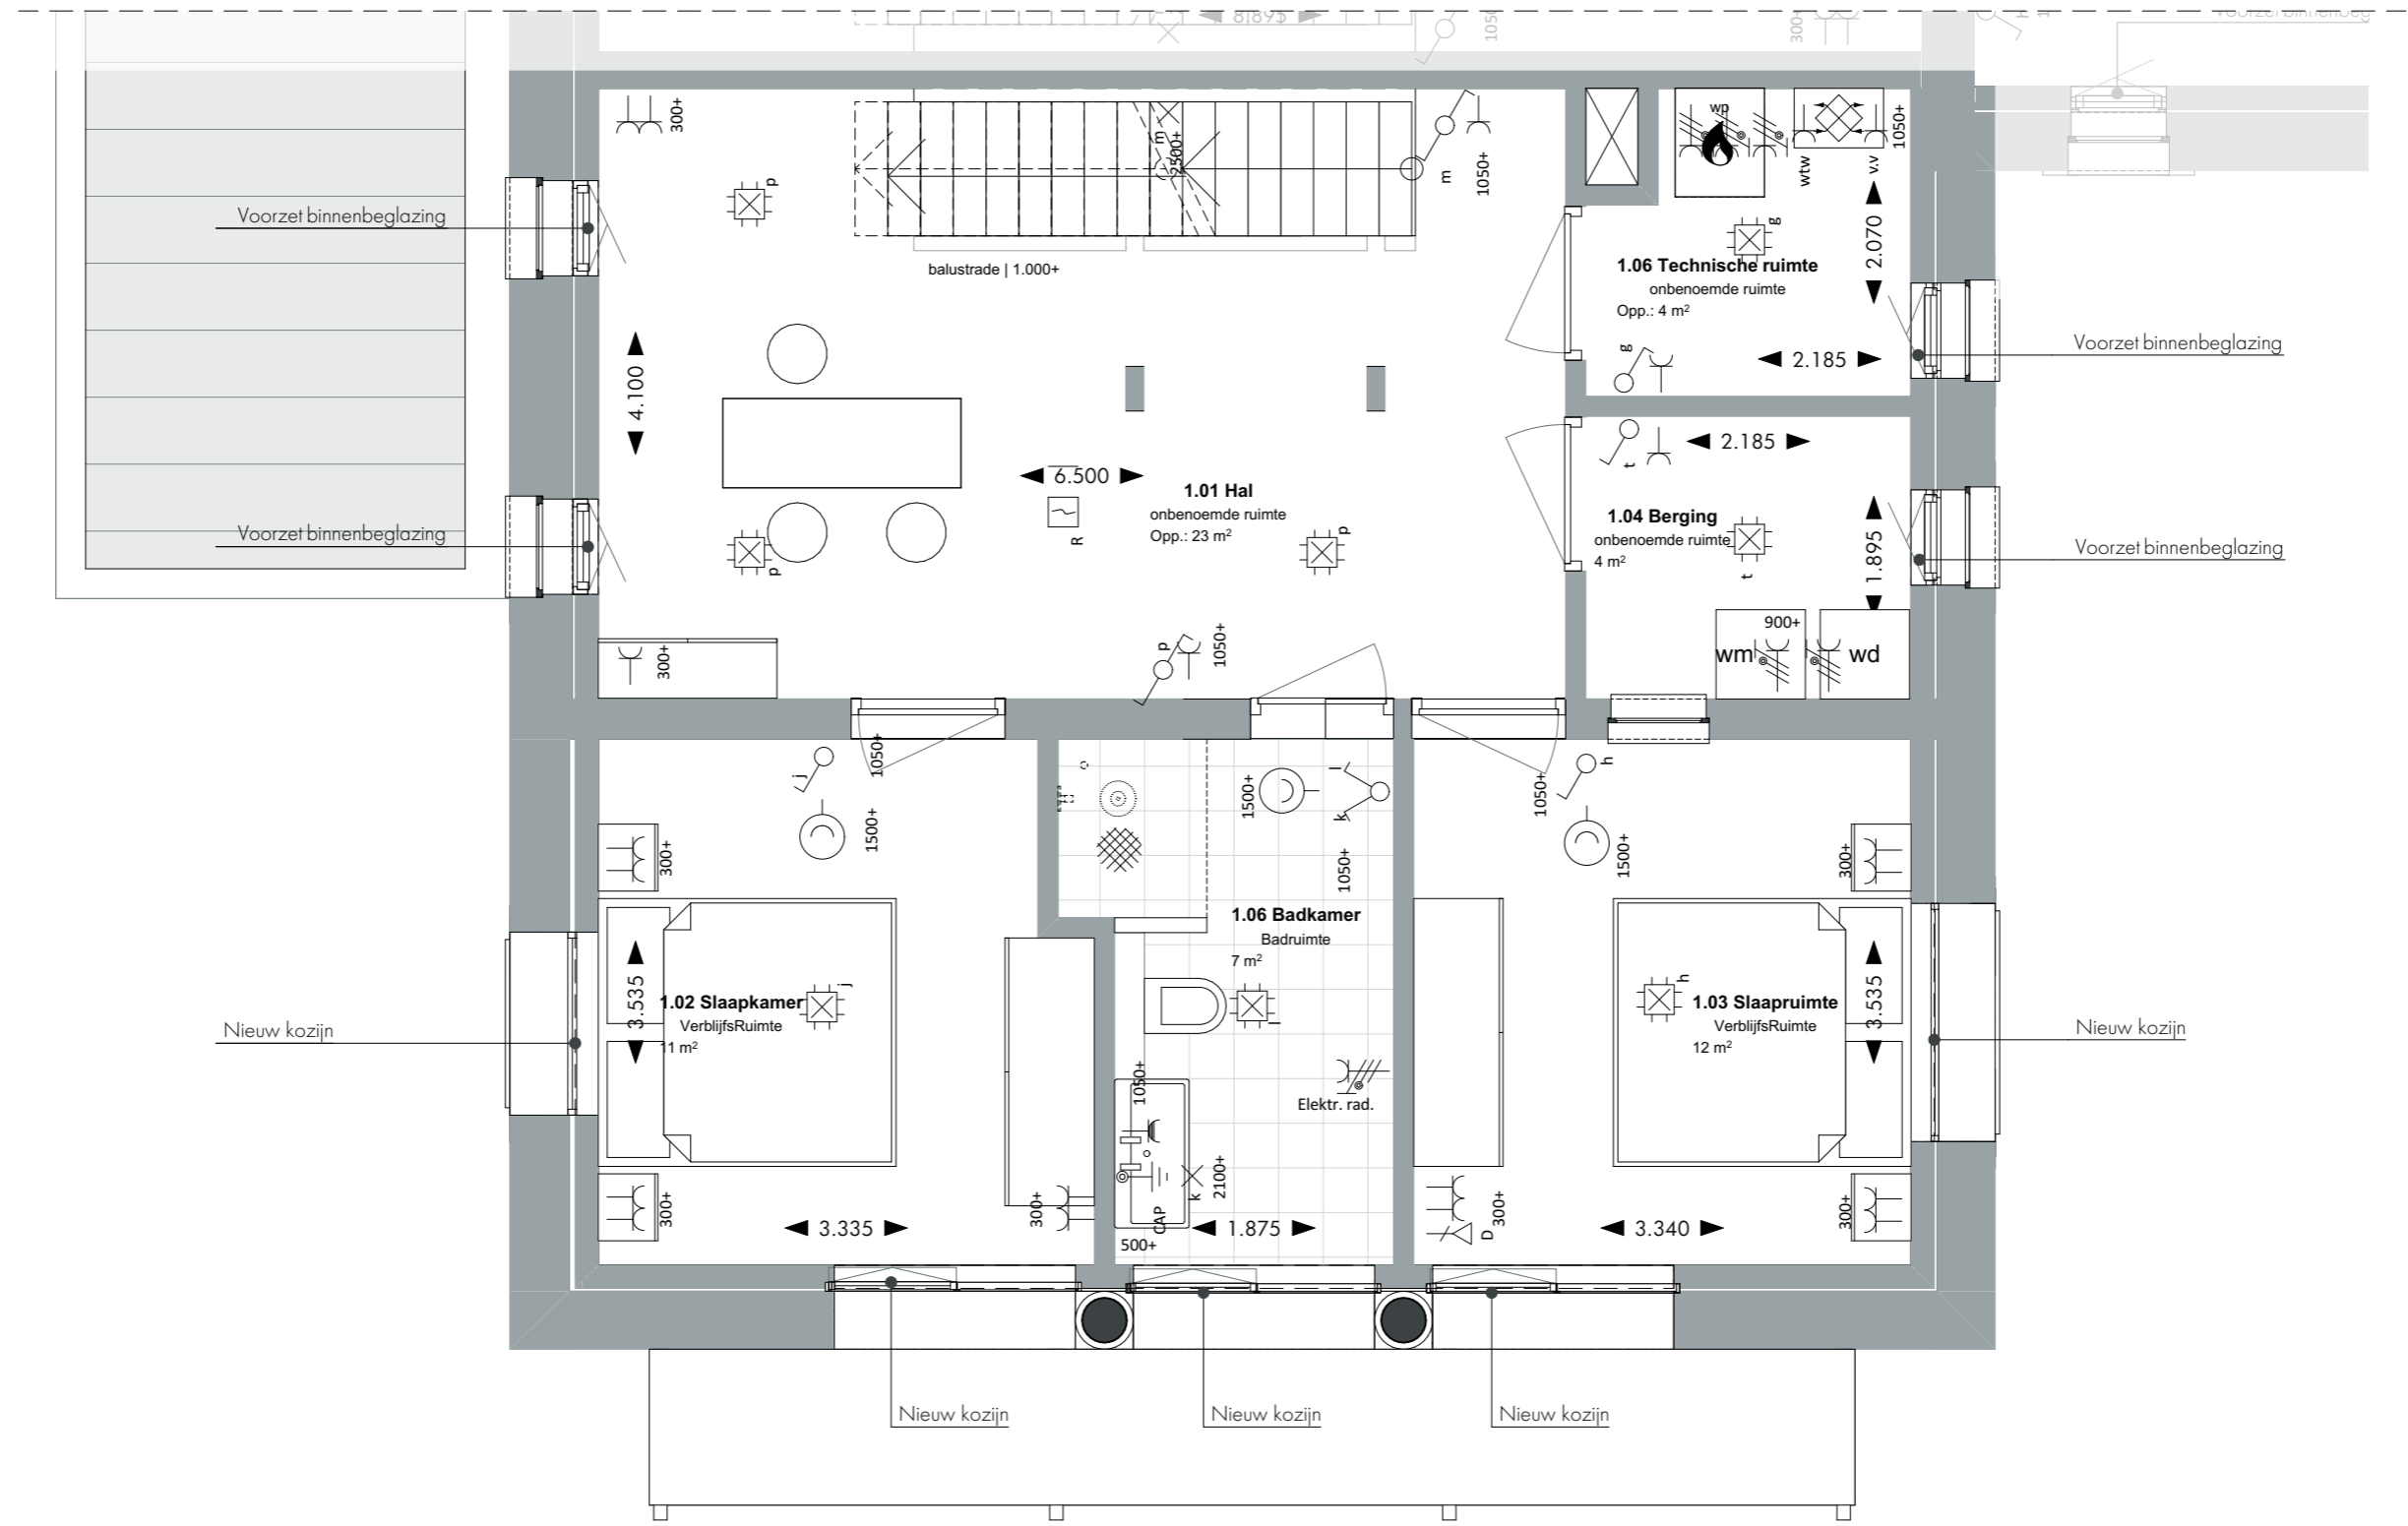 8.895
1050
300+
Voorzet binnenbeg
300+
m
2500+
m
1050+
wp
wtw
v.v
1050+
p
Voorzet binnenbeglazing
balustrade | 1.000+
g
2.070
1.06 Technische ruimte
onbenoemde ruimte
Opp.: 4 m²
g
2.185
Voorzet binnenbeglazing
4.100
6.500
R
1.01 Hal
onbenoemde ruimte
Opp.: 23 m²
p
p
t
2.185
1.04 Berging
onbenoemde ruimte
4 m²
t
1.895
Voorzet binnenbeglazing
Voorzet binnenbeglazing
300+
p
1050+
900+
wm
wd
j
1050+
1500+
300+
1500+
l
k
1050+
1050+
h
1500+
300+
1.06 Badkamer
Badruimte
7 m²
l
3.535
1.02 Slaapkamer
VerblijfsRuimte
11 m²
j
h
1.03 Slaapruimte
VerblijfsRuimte
12 m²
3.535
Nieuw kozijn
Nieuw kozijn
1050+
Elektr. rad.
k
2100+
CAP
500+
300+
3.335
300+
1.875
300+
D
3.340
300+
Nieuw kozijn
Nieuw kozijn
Nieuw kozijn